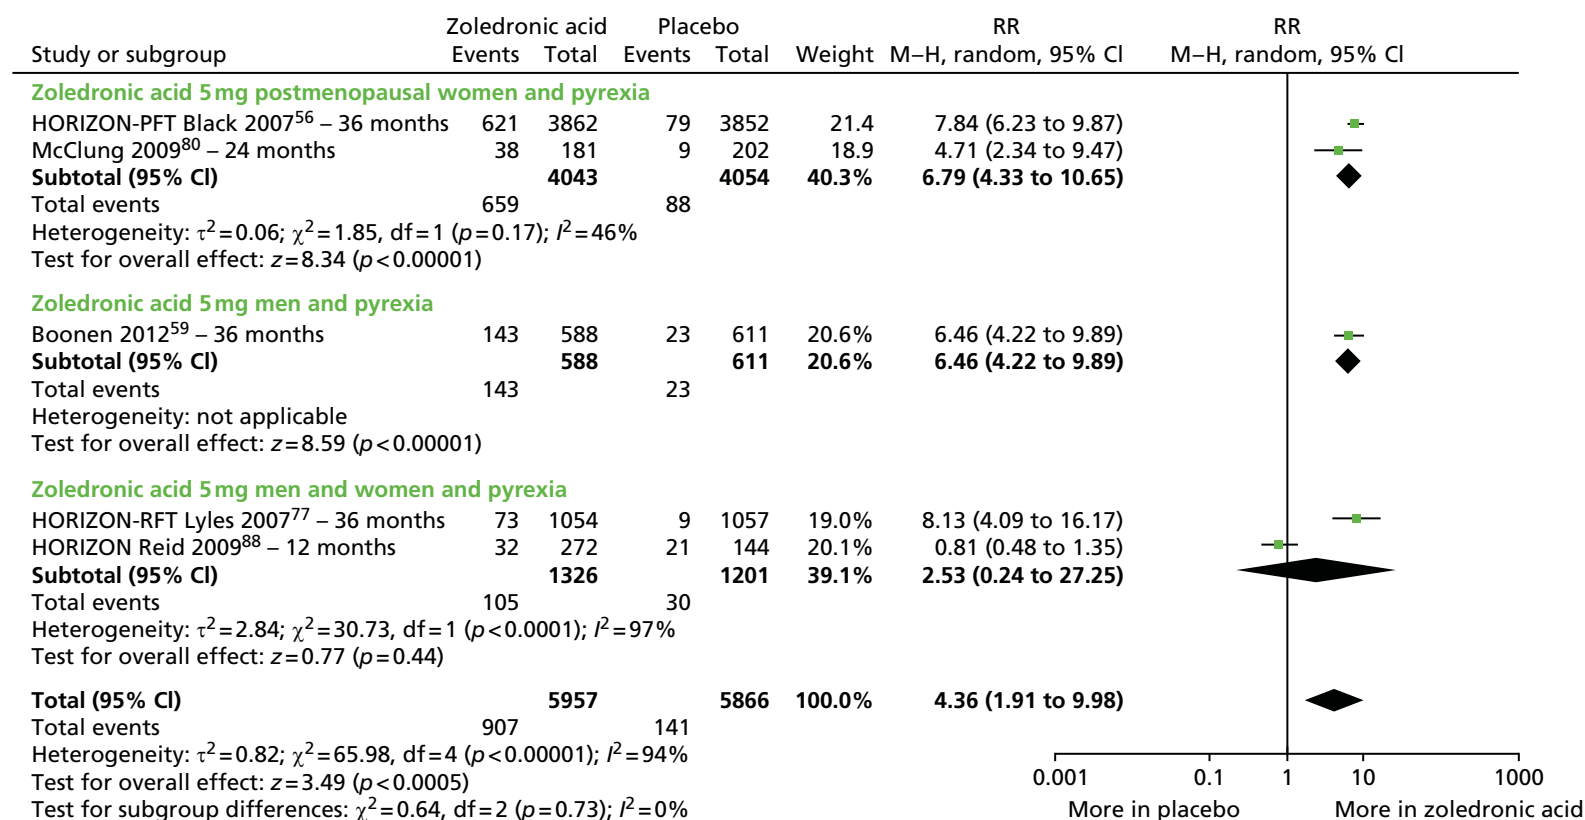 Zoledronic acid Placebo RR RR
Study or subgroup Events Total Events Total Weight M–H, random, 95% CI M–H, random, 95% CI
Zoledronic acid 5 mg postmenopausal women and pyrexia
HORIZON-PFT Black 2007⁵⁶ – 36 months 621 3862 79 3852 21.4 7.84 (6.23 to 9.87)
McClung 2009⁸⁰ – 24 months 38 181 9 202 18.9 4.71 (2.34 to 9.47)
Subtotal (95% CI) 4043 4054 40.3% 6.79 (4.33 to 10.65)
Total events 659 88
Heterogeneity: τ²=0.06; χ²=1.85, df=1 (p=0.17); I²=46%
Test for overall effect: z=8.34 (p<0.00001)
Zoledronic acid 5 mg men and pyrexia
Boonen 2012⁵⁹ – 36 months 143 588 23 611 20.6% 6.46 (4.22 to 9.89)
Subtotal (95% CI) 588 611 20.6% 6.46 (4.22 to 9.89)
Total events 143 23
Heterogeneity: not applicable
Test for overall effect: z=8.59 (p<0.00001)
Zoledronic acid 5 mg men and women and pyrexia
HORIZON-RFT Lyles 2007⁷⁷ – 36 months 73 1054 9 1057 19.0% 8.13 (4.09 to 16.17)
HORIZON Reid 2009⁸⁸ – 12 months 32 272 21 144 20.1% 0.81 (0.48 to 1.35)
Subtotal (95% CI) 1326 1201 39.1% 2.53 (0.24 to 27.25)
Total events 105 30
Heterogeneity: τ²=2.84; χ²=30.73, df=1 (p<0.0001); I²=97%
Test for overall effect: z=0.77 (p=0.44)
Total (95% CI) 5957 5866 100.0% 4.36 (1.91 to 9.98)
Total events 907 141
Heterogeneity: τ²=0.82; χ²=65.98, df=4 (p<0.00001); I²=94%
Test for overall effect: z=3.49 (p<0.0005)
Test for subgroup differences: χ²=0.64, df=2 (p=0.73); I²=0%
0.001 0.1 1 10 1000
More in placebo More in zoledronic acid